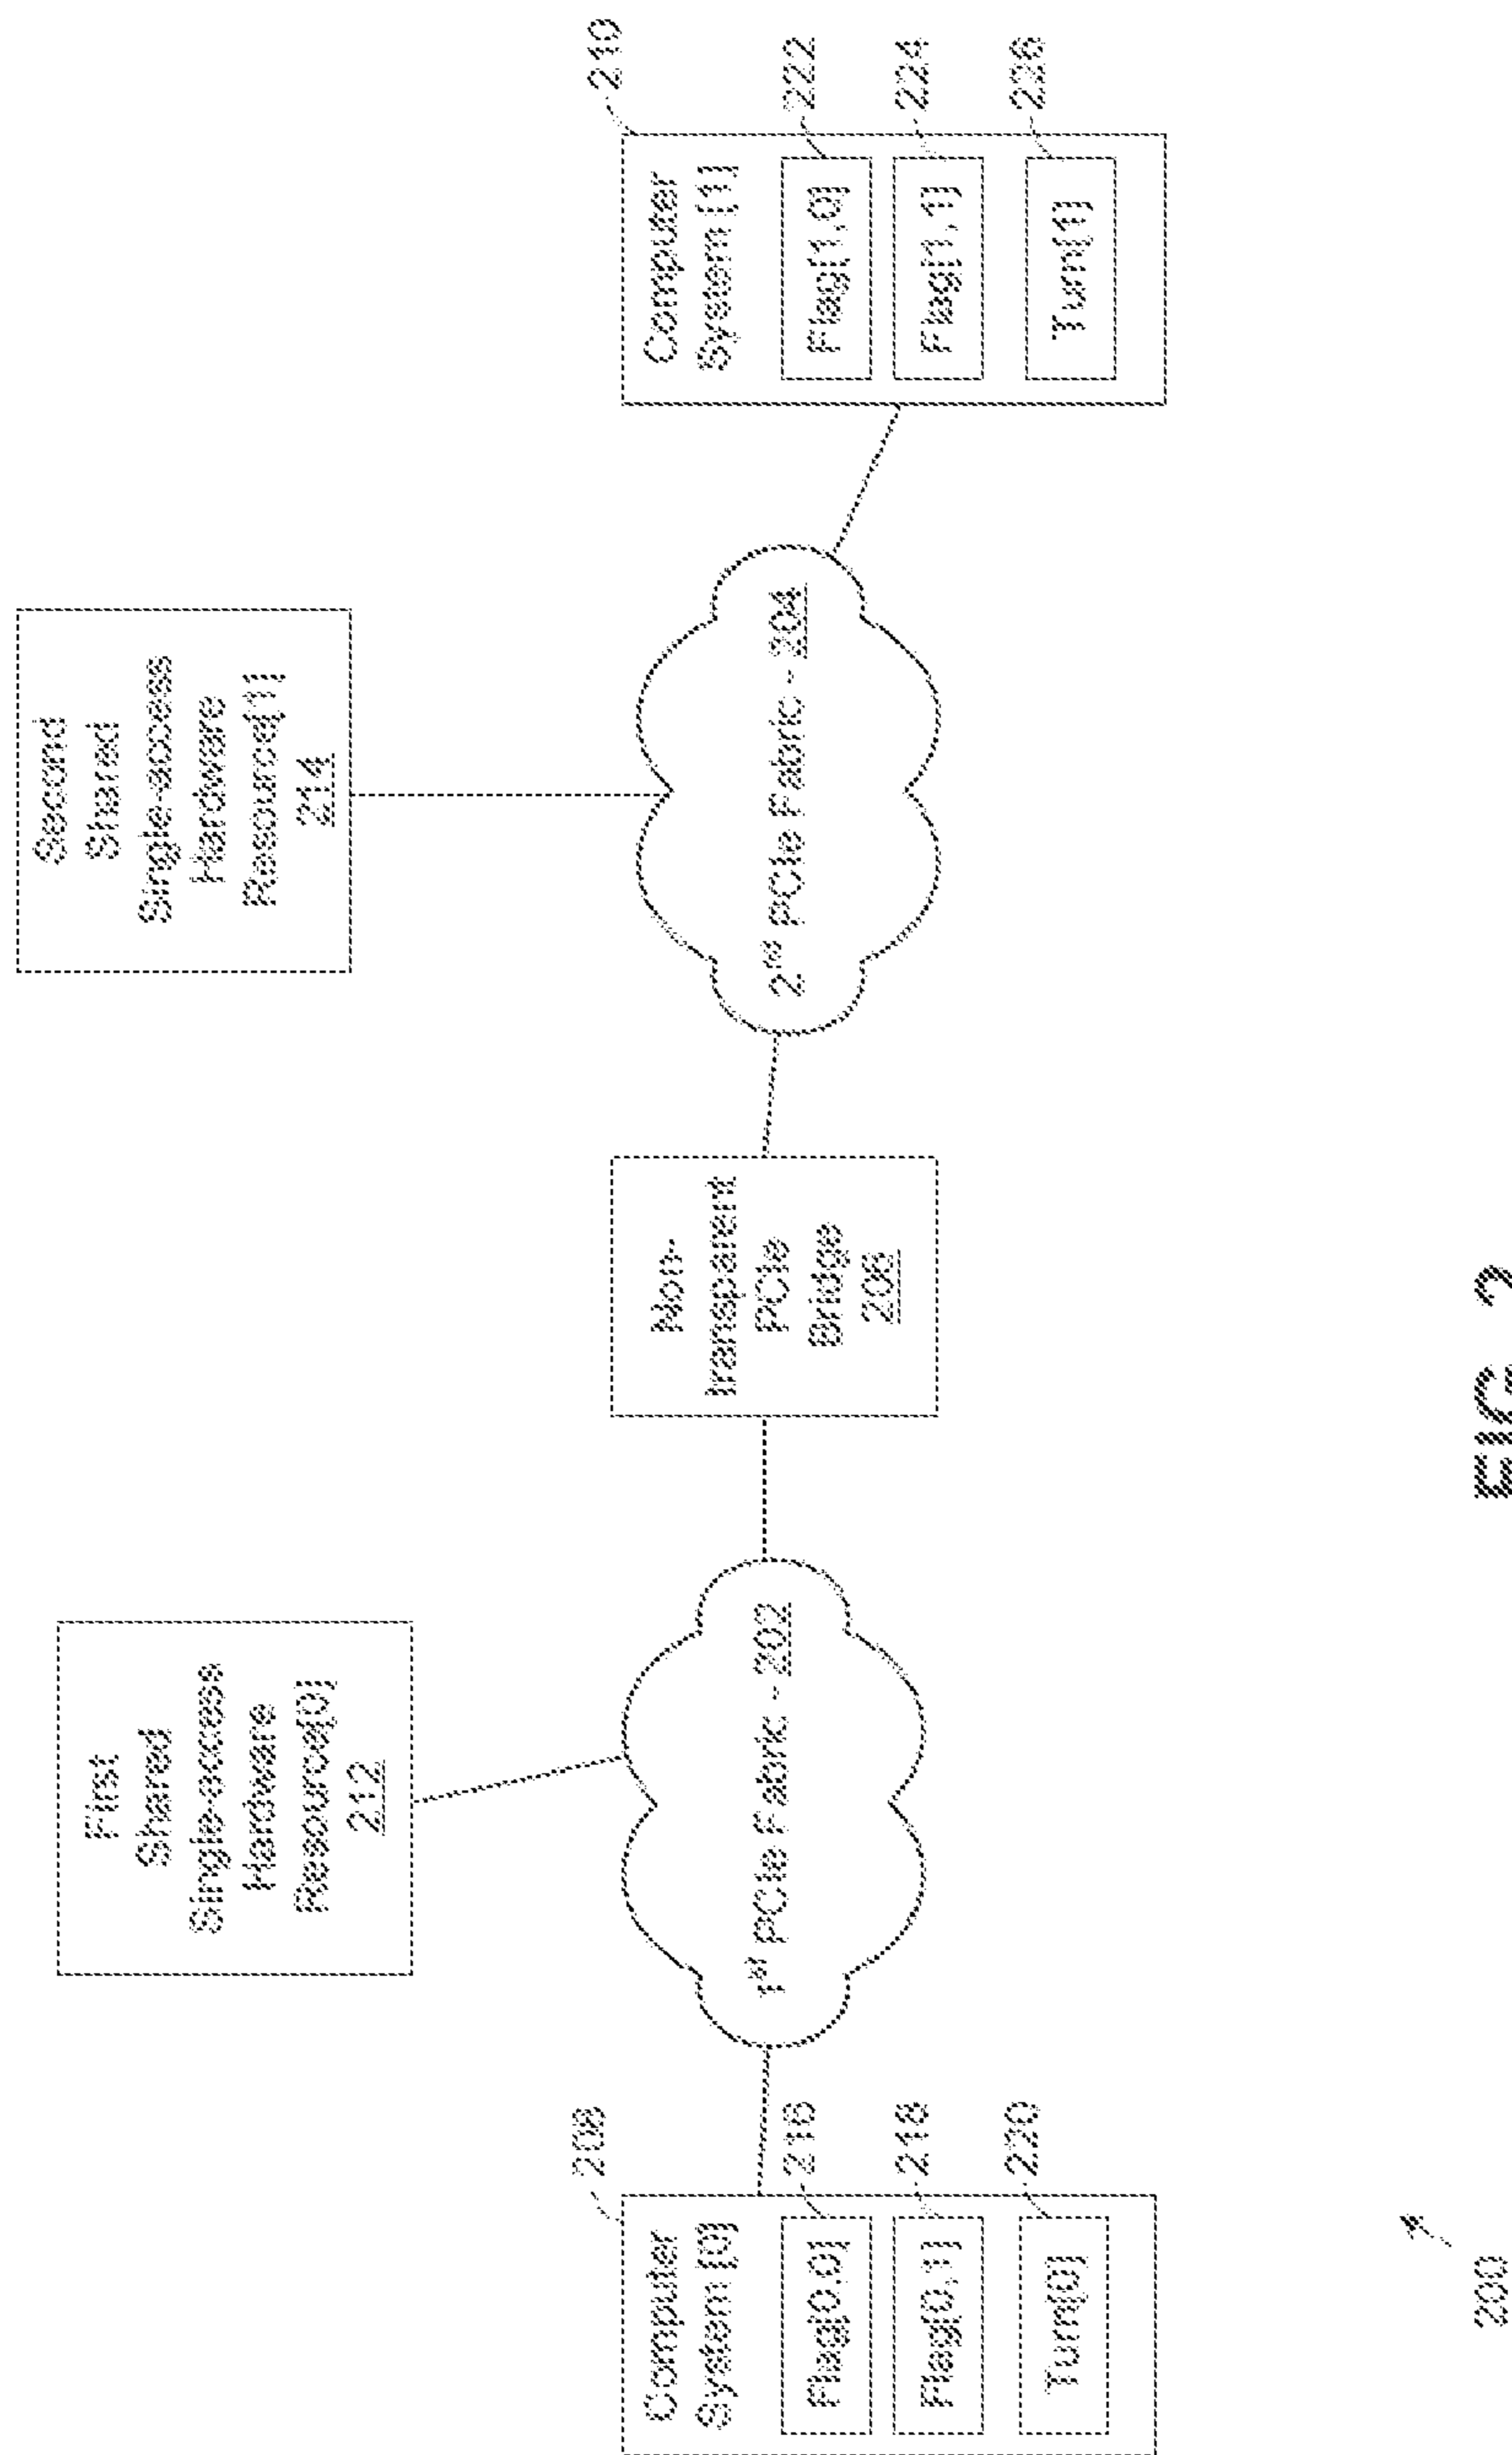 First
Shared
Single-access
Hardware
Resource[0]
212
Second
Shared
Single-access
Hardware
Resource[1]
214
208
Computer
System [0]
Flag[0,0]
216
Flag[0,1]
218
Turn[0]
220
1st PCIe Fabric - 202
Non-
transparent
PCIe
Bridge
206
2nd PCIe Fabric - 204
210
Computer
System [1]
Flag[1,0]
222
Flag[1,1]
224
Turn[1]
226
200
FIG. 2